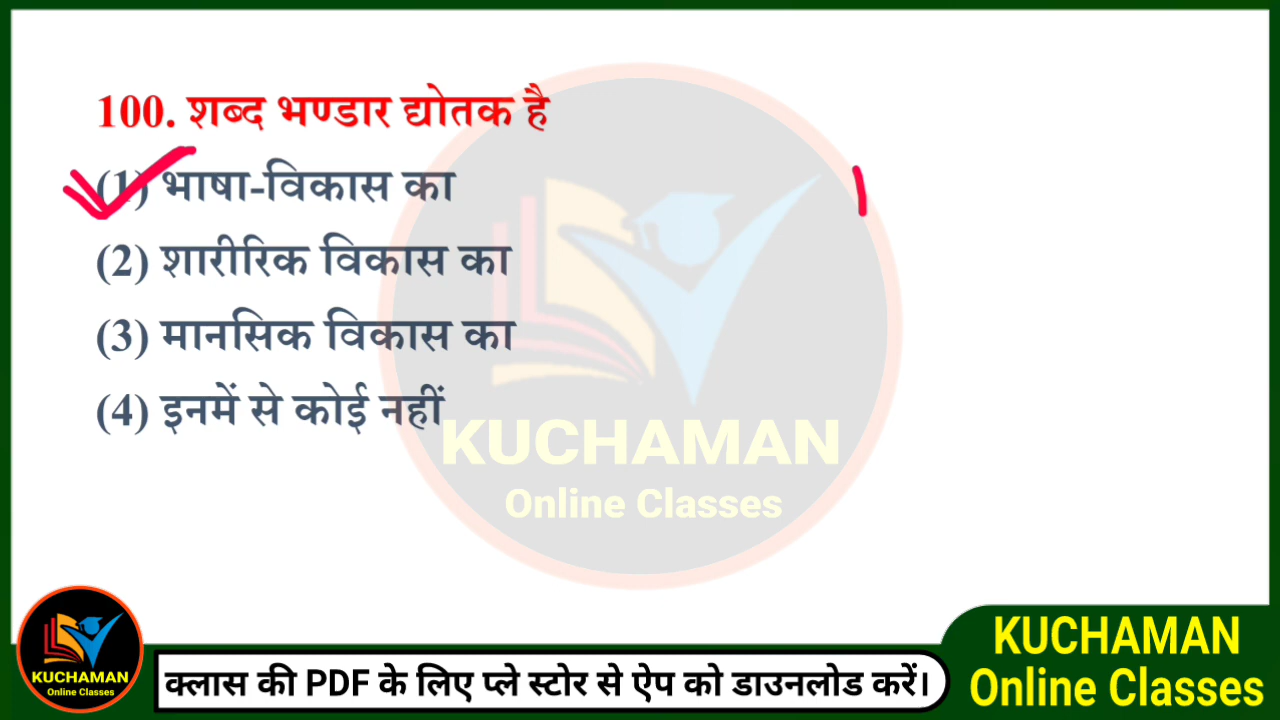 100. शब्द भण्डार द्योतक है
(1) भाषा-विकास का
(2) शारीरिक विकास का
(3) मानसिक विकास का
(4) इनमें से कोई नहीं
KUCHAMAN
Online Classes
KUCHAMAN
Online Classes
क्लास की PDF के लिए प्ले स्टोर से ऐप को डाउनलोड करें।
KUCHAMAN
Online Classes